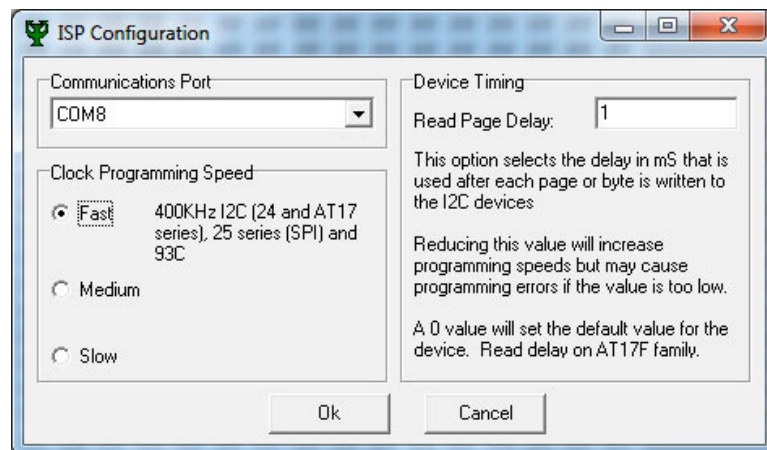 ISP Configuration
Communications Port
COM8
Clock Programming Speed
Fast
400KHz I2C (24 and AT17
series), 25 series (SPI) and
93C
Medium
Slow
Device Timing
Read Page Delay:
1
This option selects the delay in mS that is
used after each page or byte is written to
the I2C devices
Reducing this value will increase
programming speeds but may cause
programming errors if the value is too low.
A 0 value will set the default value for the
device. Read delay on AT17F family.
Ok
Cancel